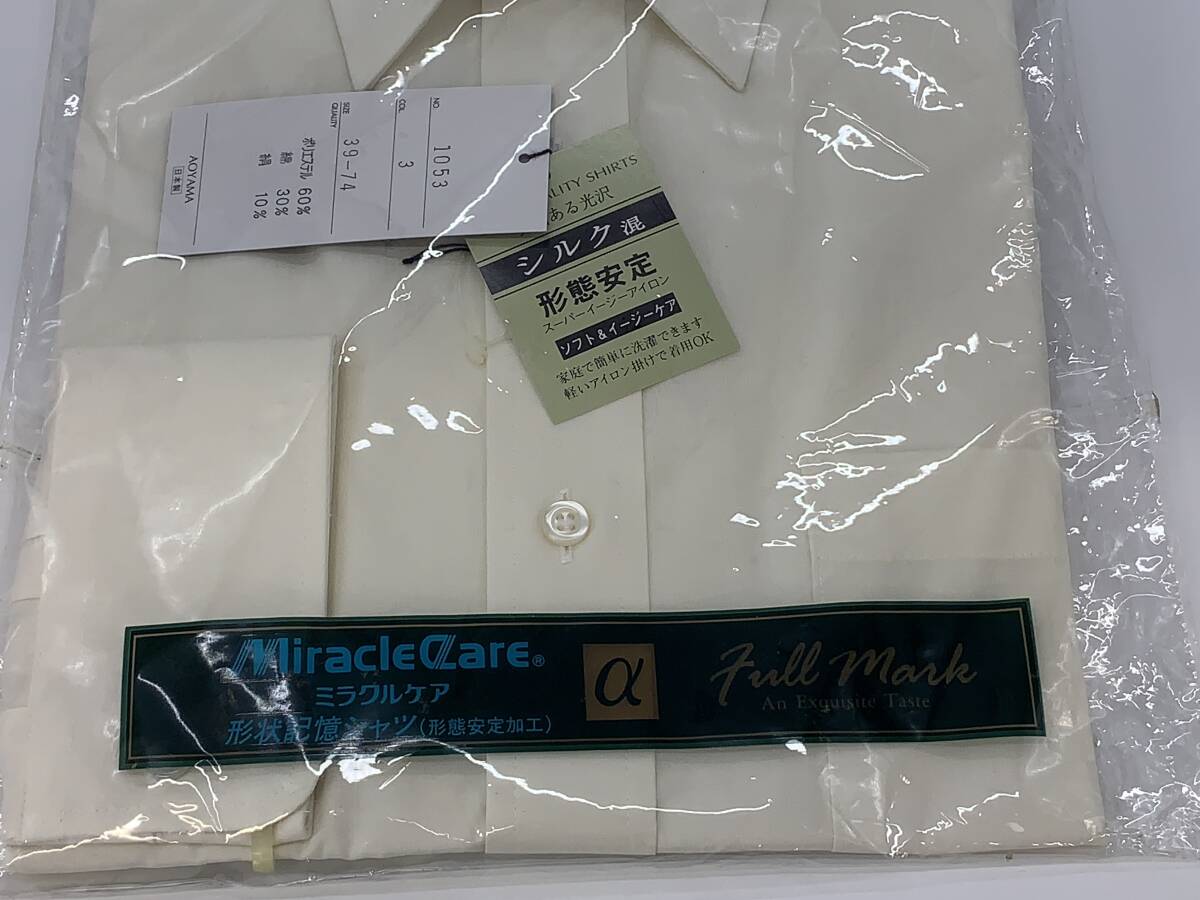 NO. 1053
COL 3
SIZE 39-74
QUALITY
ポリエステル 60%
綿 30%
絹 10%
AOYAMA
日本製
ALITY SHIRTS
ある光沢
シルク混
形態安定
スーパーイージーアイロン
ソフト&イージーケア
家庭で簡単に洗濯できます
軽いアイロン掛けで着用OK
MiracleCare®
ミラクルケア
形状記憶シャツ(形態安定加工)
α
Full Mark
An Exquisite Taste